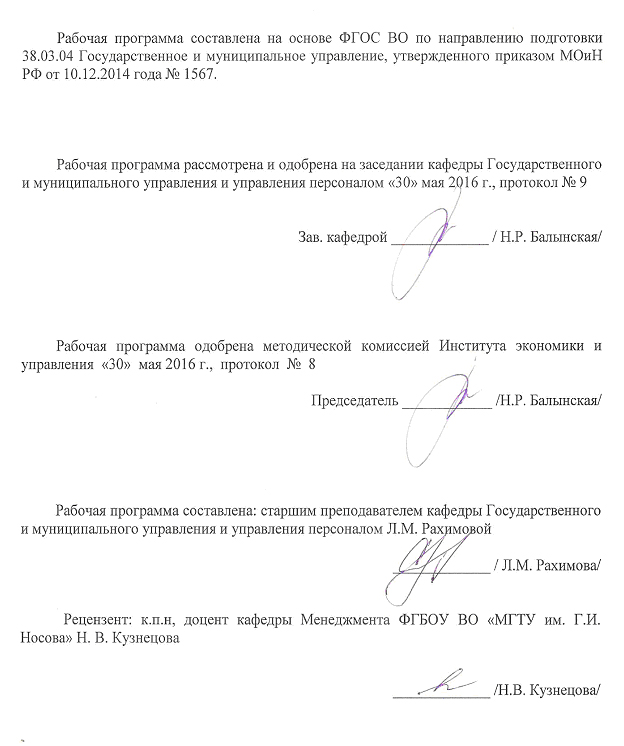 Рабочая программа составлена на основе ФГОС ВО по направлению подготовки
38.03.04 Государственное и муниципальное управление, утвержденного приказом МОиН
РФ от 10.12.2014 года № 1567.
Рабочая программа рассмотрена и одобрена на заседании кафедры Государственного
и муниципального управления и управления персоналом «30» мая 2016 г., протокол № 9
Зав. кафедрой _____________ / Н.Р. Балынская/
Рабочая программа одобрена методической комиссией Института экономики и
управления «30» мая 2016 г., протокол № 8
Председатель ____________ /Н.Р. Балынская/
Рабочая программа составлена: старшим преподавателем кафедры Государственного
и муниципального управления и управления персоналом Л.М. Рахимовой
_____________ / Л.М. Рахимова/
Рецензент: к.п.н, доцент кафедры Менеджмента ФГБОУ ВО «МГТУ им. Г.И.
Носова» Н. В. Кузнецова
_____________ /Н.В. Кузнецова/